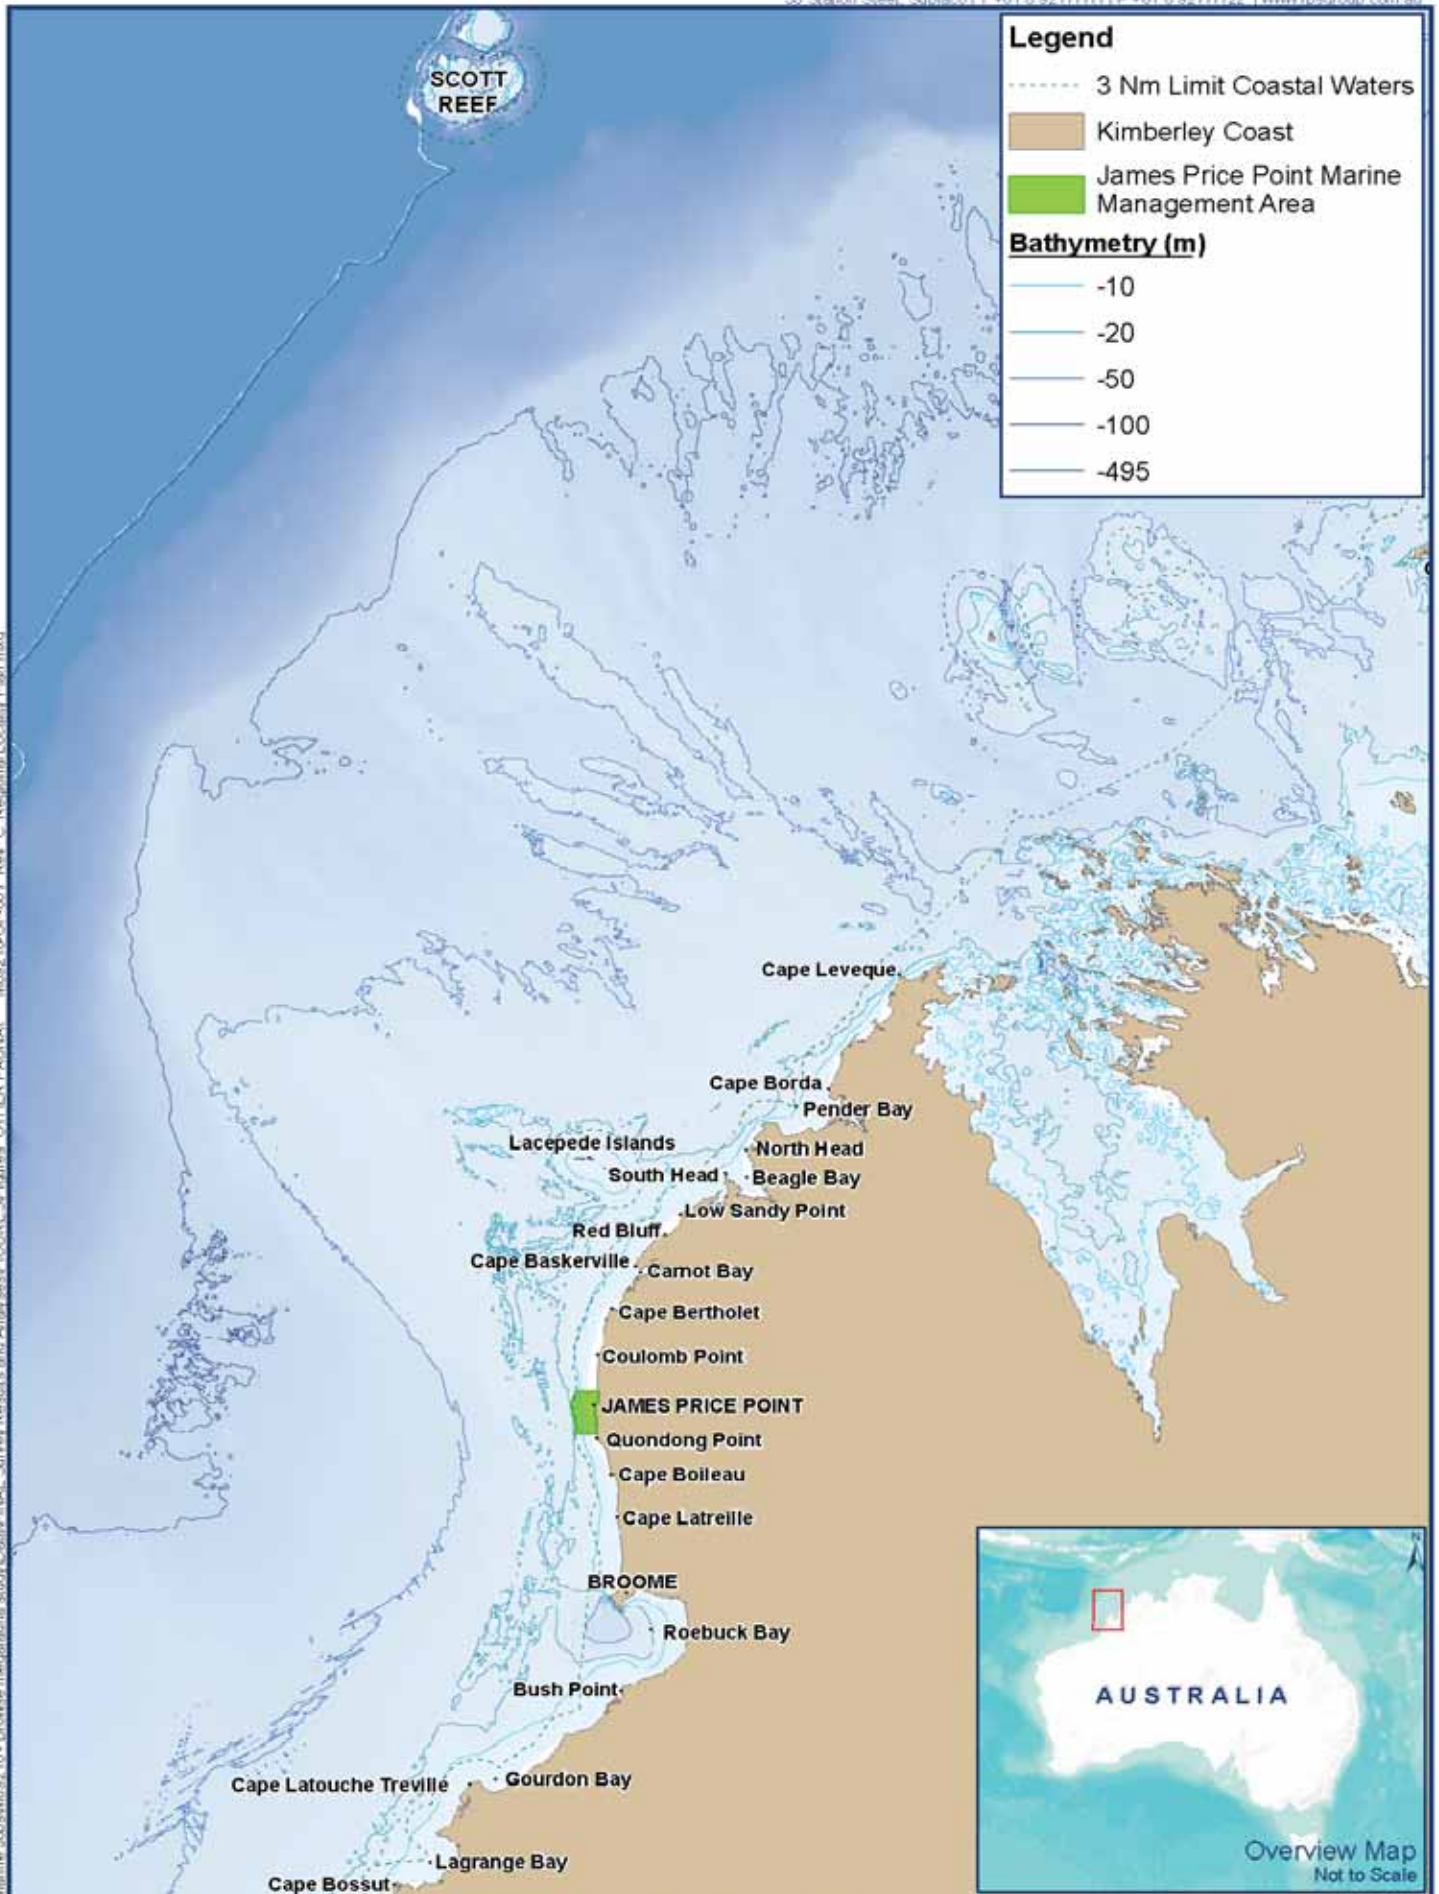 SCOTT
REEF
Legend
3 Nm Limit Coastal Waters
Kimberley Coast
James Price Point Marine
Management Area
Bathymetry (m)
-10
-20
-50
-100
-495
Cape Leveque
Cape Borda
Pender Bay
Lacepede Islands
North Head
South Head
Beagle Bay
Low Sandy Point
Red Bluff
Cape Baskerville
Carnot Bay
Cape Bertholet
Coulomb Point
JAMES PRICE POINT
Quondong Point
Cape Boileau
Cape Latreille
BROOME
Roebuck Bay
Bush Point
Cape Latouche Treville
Gourdon Bay
Lagrange Bay
Cape Bossut
N
AUSTRALIA
Overview Map
Not to Scale